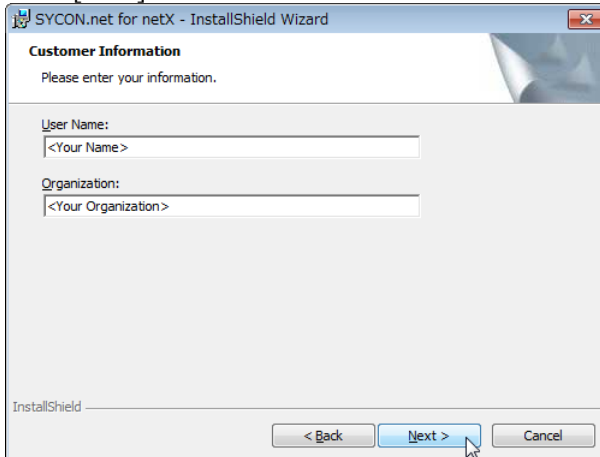 SYCON.net for netX - InstallShield Wizard
Customer Information
Please enter your information.
User Name:
<Your Name>
Organization:
<Your Organization>
InstallShield
< Back Next > Cancel